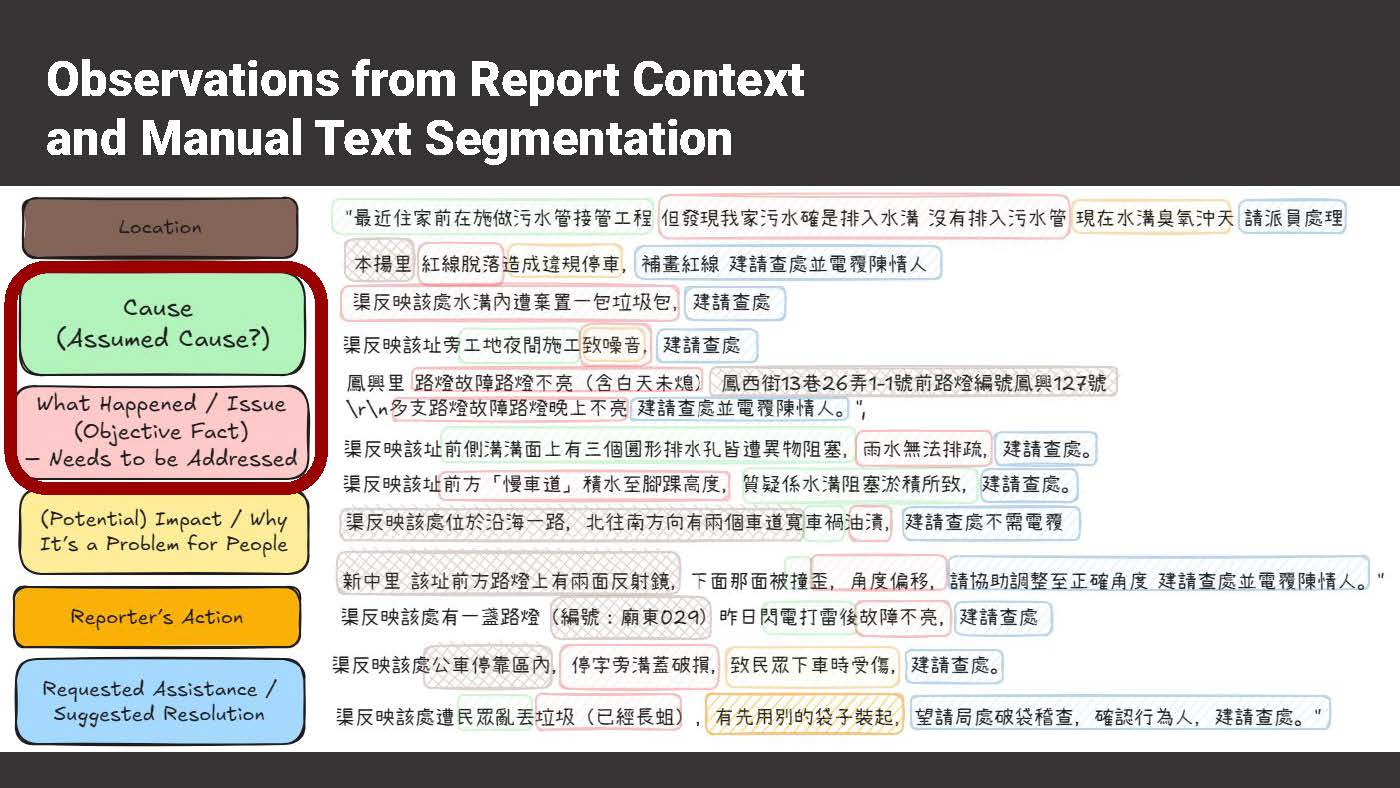 Observations from Report Context
and Manual Text Segmentation
Location
Cause
(Assumed Cause?)
What Happened / Issue
(Objective Fact)
— Needs to be Addressed
(Potential) Impact / Why
It's a Problem for People
Reporter's Action
Requested Assistance /
Suggested Resolution
"最近住家前在施做污水管接管工程 但發現我家污水確是排入水溝 沒有排入污水管 現在水溝臭氣沖天 請派員處理
本揚里 紅線脫落造成違規停車, 補畫紅線 建請查處並電覆陳情人
渠反映該處水溝內遭棄置一包垃圾包, 建請查處
渠反映該址旁工地夜間施工致噪音, 建請查處
鳳興里 路燈故障路燈不亮（含白天未熄） 鳳西街13巷26弄1-1號前路燈編號鳳興127號
\r\n多支路燈故障路燈晚上不亮 建請查處並電覆陳情人。",
渠反映該址前側溝溝面上有三個圓形排水孔皆遭異物阻塞, 雨水無法排疏, 建請查處。
渠反映該址前方「慢車道」積水至腳踝高度, 質疑係水溝阻塞淤積所致, 建請查處。
渠反映該處位於沿海一路, 北往南方向有兩個車道寬車禍油漬, 建請查處不需電覆
新中里 該址前方路燈上有兩面反射鏡, 下面那面被撞歪, 角度偏移, 請協助調整至正確角度 建請查處並電覆陳情人。"
渠反映該處有一盞路燈（編號：廟東029）昨日閃電打雷後故障不亮, 建請查處
渠反映該處公車停靠區內, 停字旁溝蓋破損, 致民眾下車時受傷, 建請查處。
渠反映該處遭民眾亂丟垃圾（已經長蛆）, 有先用別的袋子裝起, 望請局處破袋稽查, 確認行為人, 建請查處。"